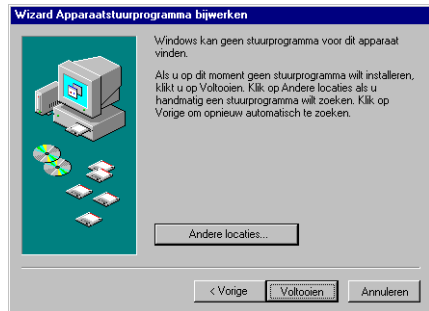 Wizard Apparaatstuurprogramma bijwerken
Windows kan geen stuurprogramma voor dit apparaat
vinden.
Als u op dit moment geen stuurprogramma wilt installeren,
klikt u op Voltooien. Klik op Andere locaties als u
handmatig een stuurprogramma wilt zoeken. Klik op
Vorige om opnieuw automatisch te zoeken.
Andere locaties...
< Vorige
Voltooien
Annuleren